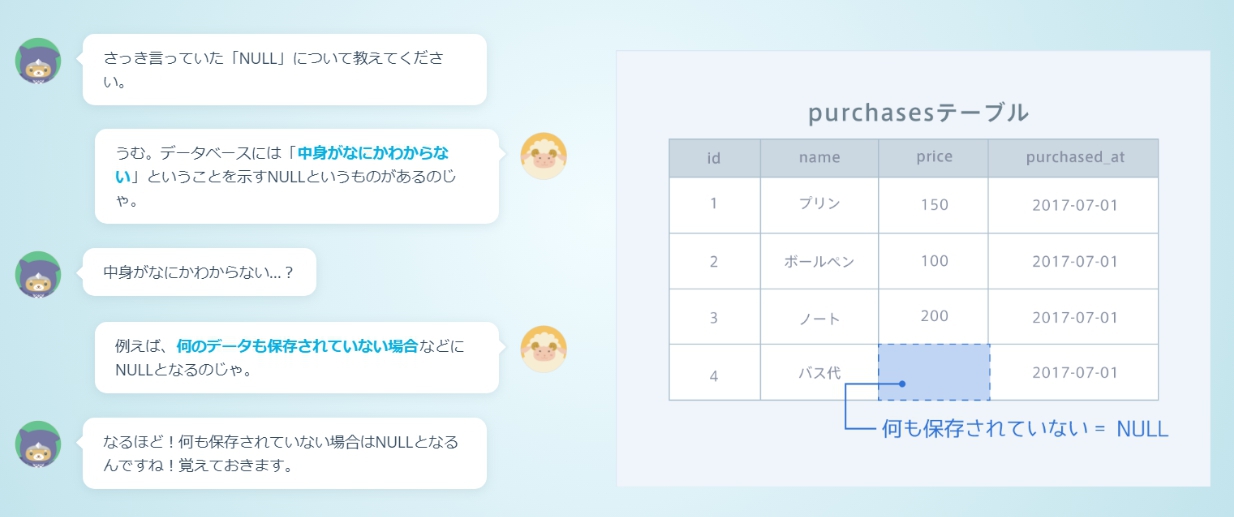 さっき言っていた「NULL」について教えてくださ
い。
うむ。データベースには「中身がなにかわからな
い」ということを示すNULLというものがあるのじ
ゃ。
中身がなにかわからない...？
例えば、何のデータも保存されていない場合などに
NULLとなるのじゃ。
なるほど！何も保存されていない場合はNULLとなる
んですね！覚えておきます。
purchasesテーブル
id name price purchased_at
1 プリン 150 2017-07-01
2 ボールペン 100 2017-07-01
3 ノート 200 2017-07-01
4 バス代 2017-07-01
何も保存されていない = NULL